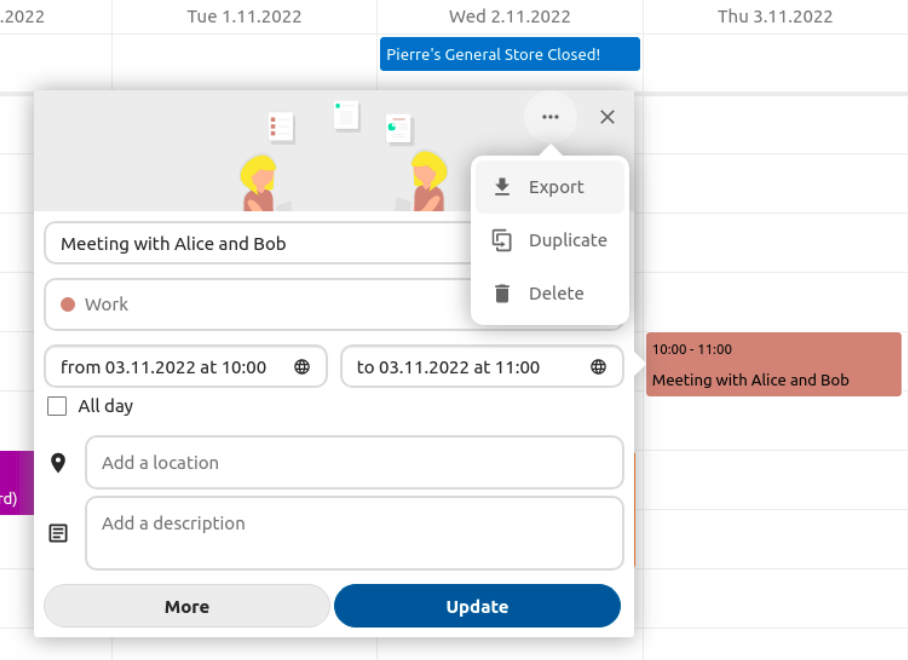 .2022
Tue 1.11.2022
Wed 2.11.2022
Thu 3.11.2022
Pierre's General Store Closed!
Export
Duplicate
Delete
Meeting with Alice and Bob
Work
from 03.11.2022 at 10:00
to 03.11.2022 at 11:00
All day
10:00 - 11:00
Meeting with Alice and Bob
Add a location
rd)
Add a description
More
Update